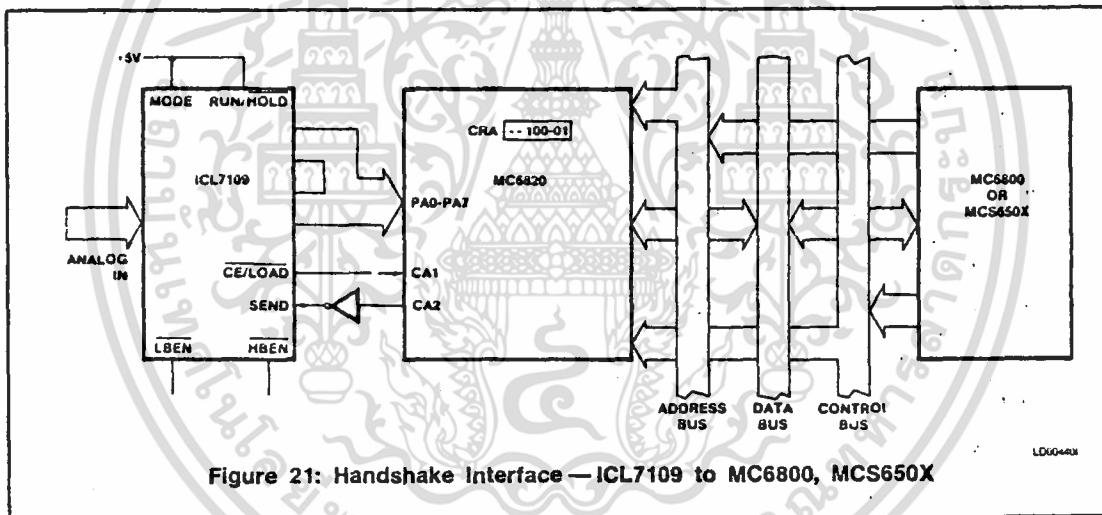 +5V
MODE RUN/HOLD
ICL7109
ANALOG
IN
CE/LOAD
SEND
LBEN HBEN
CRA - - 100-01
MC6820
PA0-PA7
CA1
CA2
ADDRESS
BUS
DATA
BUS
CONTROL
BUS
MC6800
OR
MCS650X
Figure 21: Handshake Interface — ICL7109 to MC6800, MCS650X